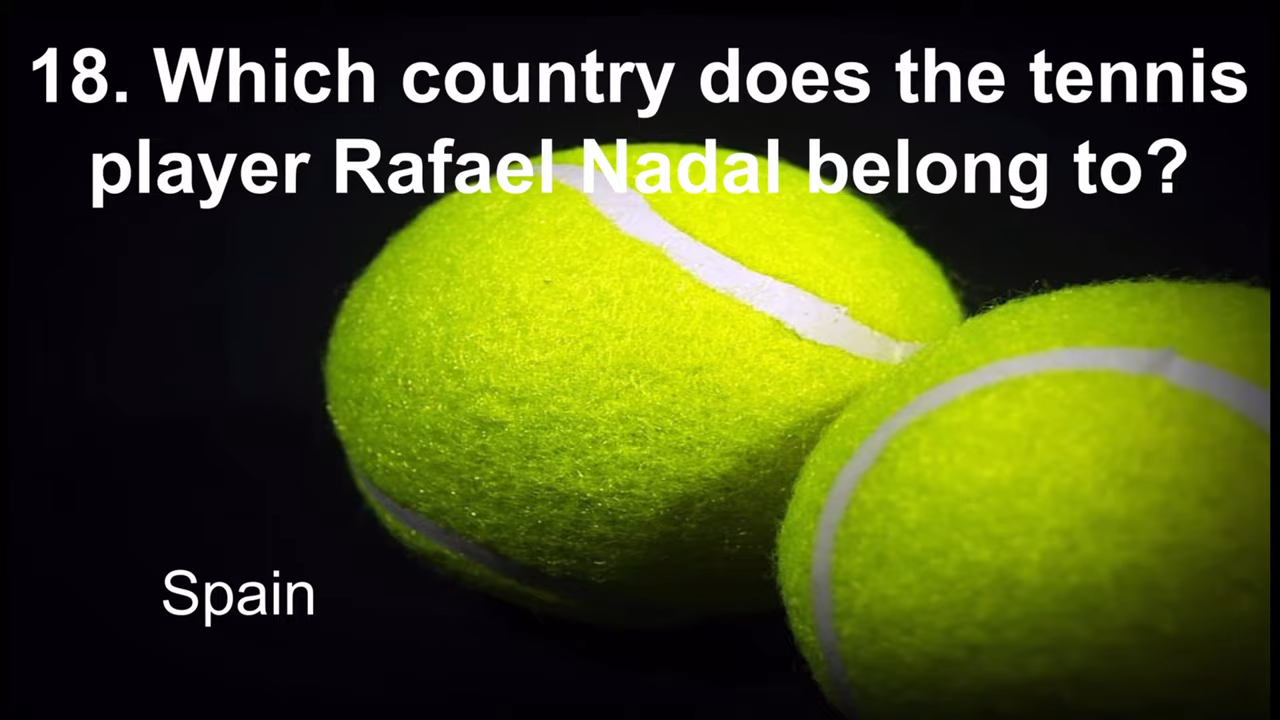 18. Which country does the tennis
player Rafael Nadal belong to?
Spain